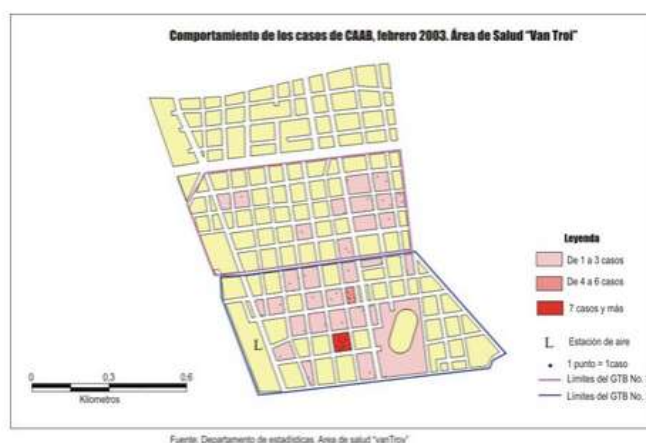 Comportamiento de los casos de CAAB, febrero 2003. Área de Salud "Van Troi"
Leyenda
De 1 a 3 casos
De 4 a 6 casos
7 casos y más
L Estación de aire
1 punto = 1caso
Límites del GTB No.
Límites del GTB No.
L
0 0,3 0,6
Kilometros
Fuente. Departamento de estadísticas. Area de salud "vanTroy"